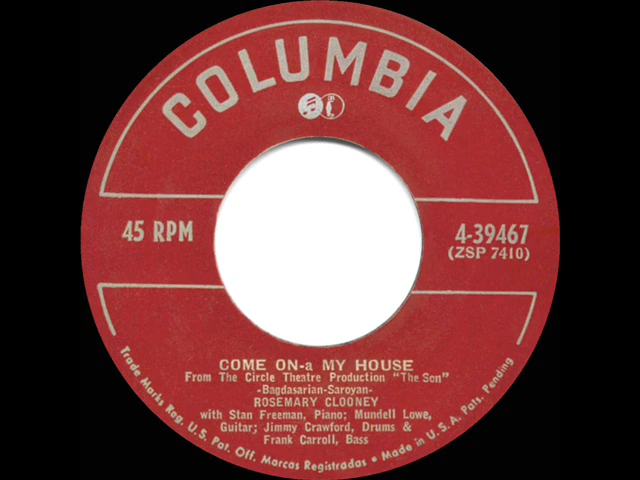 COLUMBIA
45 RPM
4-39467
(ZSP 7410)
COME ON-a MY HOUSE
From The Circle Theatre Production "The Son"
-Bagdasarian-Saroyan-
ROSEMARY CLOONEY
with Stan Freeman, Piano; Mundell Lowe,
Guitar; Jimmy Crawford, Drums &
Frank Carroll, Bass
Trade Marks Reg. U.S. Pat. Off. Marcas Registradas • Made in U.S.A. Pats. Pending